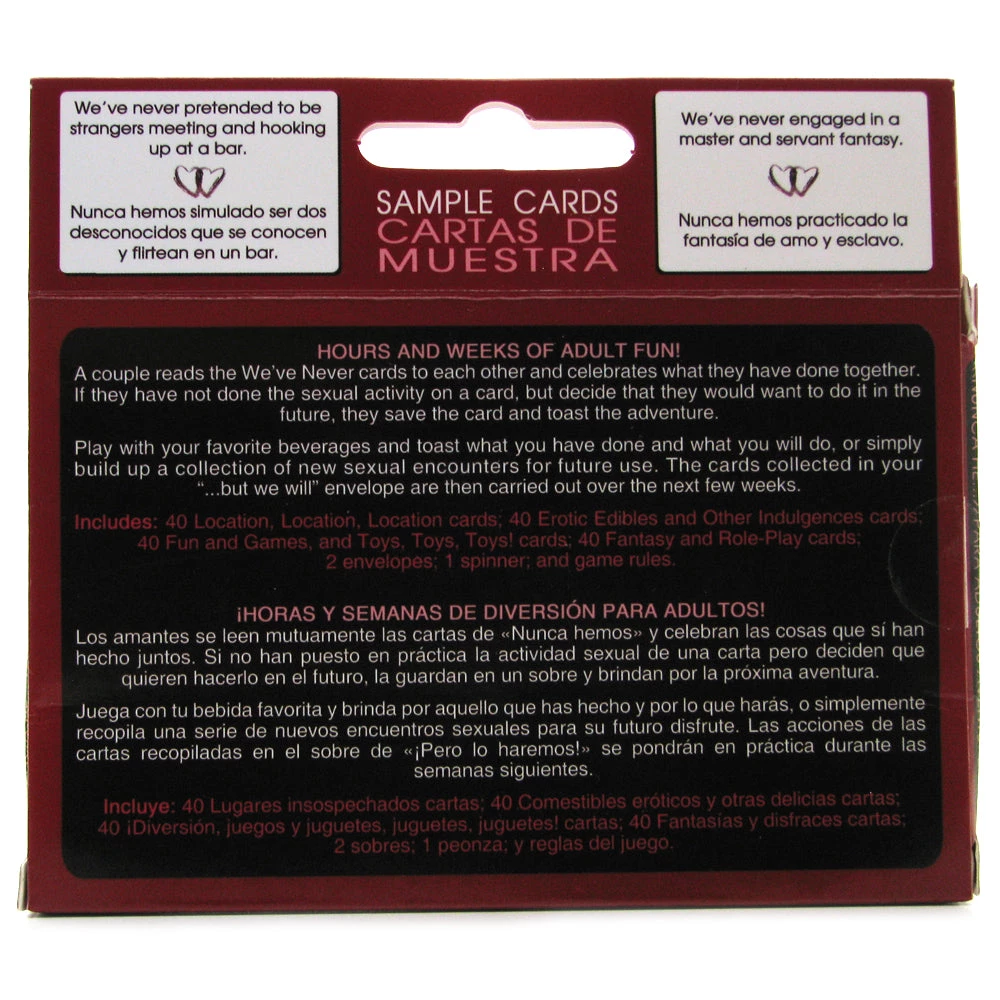 We've never pretended to be
strangers meeting and hooking
up at a bar.
Nunca hemos simulado ser dos
desconocidos que se conocen
y flirtean en un bar.
SAMPLE CARDS
CARTAS DE
MUESTRA
We've never engaged in a
master and servant fantasy.
Nunca hemos practicado la
fantasía de amo y esclavo.
HOURS AND WEEKS OF ADULT FUN!
A couple reads the We've Never cards to each other and celebrates what they have done together.
If they have not done the sexual activity on a card, but decide that they would want to do it in the
future, they save the card and toast the adventure.
Play with your favorite beverages and toast what you have done and what you will do, or simply
build up a collection of new sexual encounters for future use. The cards collected in your
"...but we will" envelope are then carried out over the next few weeks.
Includes: 40 Location, Location, Location cards; 40 Erotic Edibles and Other Indulgences cards;
40 Fun and Games, and Toys, Toys, Toys! cards; 40 Fantasy and Role-Play cards;
2 envelopes; 1 spinner; and game rules.
¡HORAS Y SEMANAS DE DIVERSIÓN PARA ADULTOS!
Los amantes se leen mutuamente las cartas de «Nunca hemos» y celebran las cosas que sí han
hecho juntos. Si no han puesto en práctica la actividad sexual de una carta pero deciden que
quieren hacerlo en el futuro, la guardan en un sobre y brindan por la próxima aventura.
Juega con tu bebida favorita y brinda por aquello que has hecho y por lo que harás, o simplemente
recopila una serie de nuevos encuentros sexuales para su futuro disfrute. Las acciones de las
cartas recopiladas en el sobre de «¡Pero lo haremos!» se pondrán en práctica durante las
semanas siguientes.
Incluye: 40 Lugares insospechados cartas; 40 Comestibles eróticos y otras delicias cartas;
40 ¡Diversión, juegos y juguetes, juguetes, juguetes! cartas; 40 Fantasías y disfraces cartas;
2 sobres; 1 peonza; y reglas del juego.